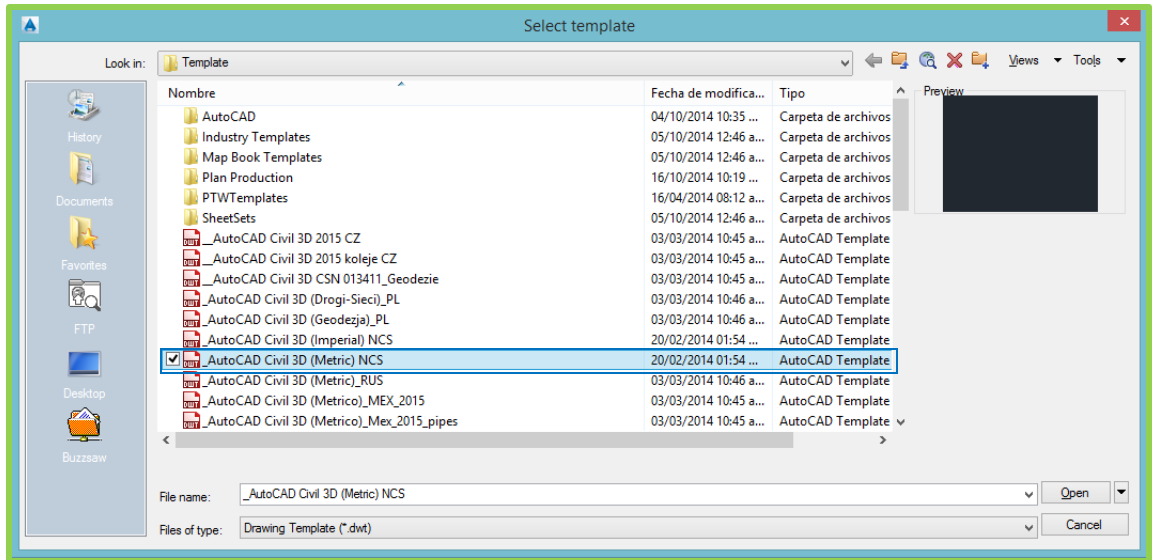 Select template
Look in: Template Views Tools
Nombre Fecha de modifica... Tipo Preview
AutoCAD 04/10/2014 10:35 ... Carpeta de archivos
Industry Templates 05/10/2014 12:46 a... Carpeta de archivos
Map Book Templates 05/10/2014 12:46 a... Carpeta de archivos
Plan Production 16/10/2014 10:19 ... Carpeta de archivos
PTWTemplates 16/04/2014 08:12 a... Carpeta de archivos
SheetSets 05/10/2014 12:46 a... Carpeta de archivos
__AutoCAD Civil 3D 2015 CZ 03/03/2014 10:45 a... AutoCAD Template
__AutoCAD Civil 3D 2015 koleje CZ 03/03/2014 10:45 a... AutoCAD Template
__AutoCAD Civil 3D CSN 013411_Geodezie 03/03/2014 10:45 a... AutoCAD Template
_AutoCAD Civil 3D (Drogi-Sieci)_PL 03/03/2014 10:46 a... AutoCAD Template
_AutoCAD Civil 3D (Geodezja)_PL 03/03/2014 10:46 a... AutoCAD Template
_AutoCAD Civil 3D (Imperial) NCS 20/02/2014 01:54 ... AutoCAD Template
_AutoCAD Civil 3D (Metric) NCS 20/02/2014 01:54 ... AutoCAD Template
_AutoCAD Civil 3D (Metric)_RUS 03/03/2014 10:46 a... AutoCAD Template
_AutoCAD Civil 3D (Metrico)_MEX_2015 03/03/2014 10:45 a... AutoCAD Template
_AutoCAD Civil 3D (Metrico)_Mex_2015_pipes 03/03/2014 10:45 a... AutoCAD Template
History
Documents
Favorites
FTP
Desktop
Buzzsaw
File name: _AutoCAD Civil 3D (Metric) NCS Open
Files of type: Drawing Template (*.dwt) Cancel